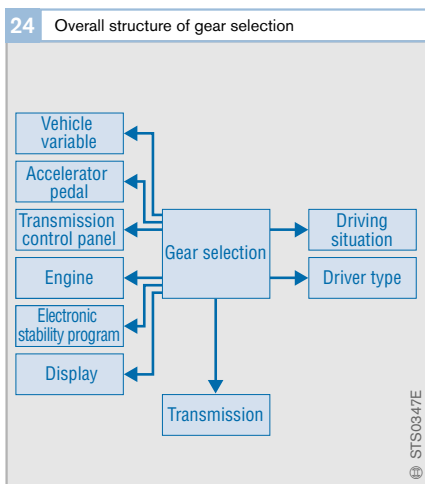 24 Overall structure of gear selection
Vehicle
variable
Accelerator
pedal
Transmission
control panel
Engine
Electronic
stability program
Display
Gear selection
Driving
situation
Driver type
Transmission
STS0347E